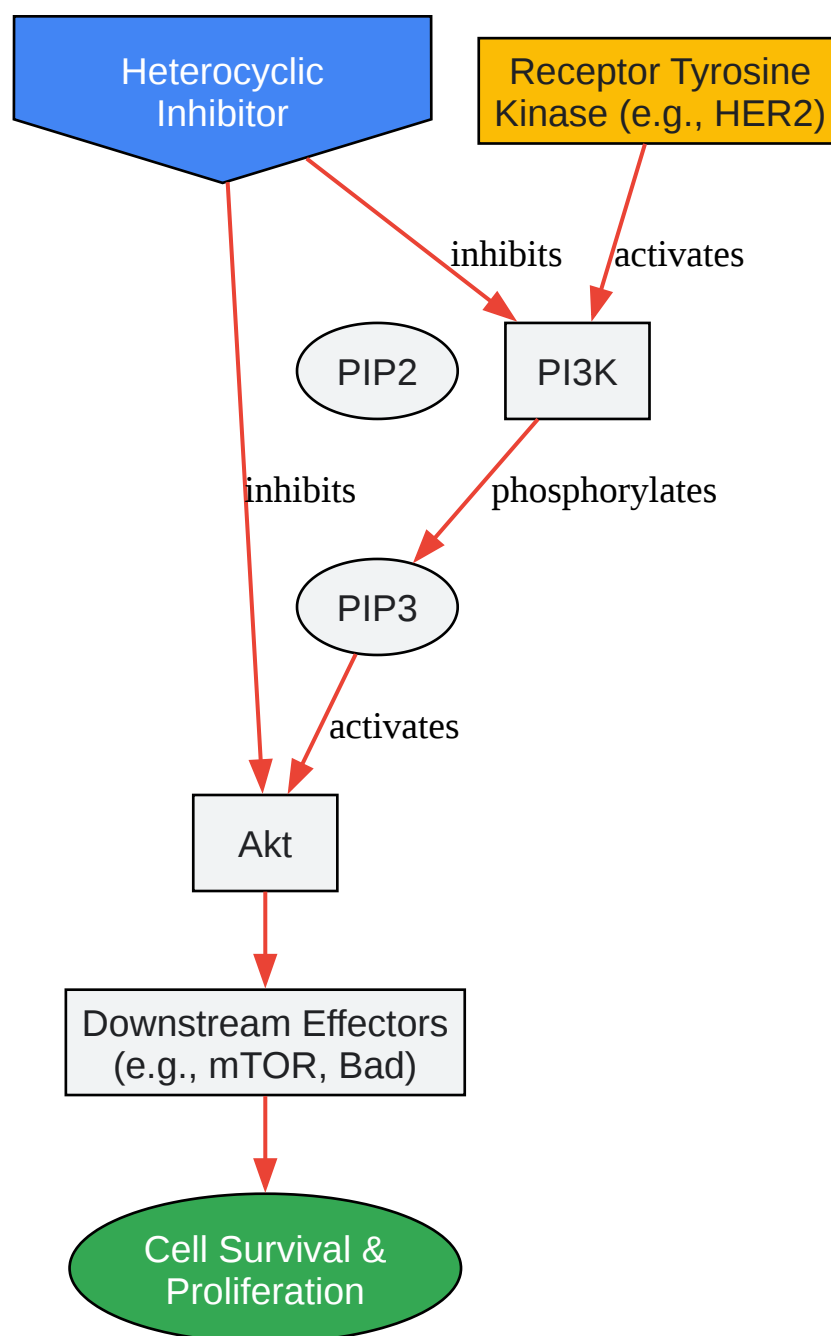 Heterocyclic
Inhibitor
Receptor Tyrosine
Kinase (e.g., HER2)
inhibits
activates
PIP2
PI3K
inhibits
phosphorylates
PIP3
activates
Akt
Downstream Effectors
(e.g., mTOR, Bad)
Cell Survival &
Proliferation